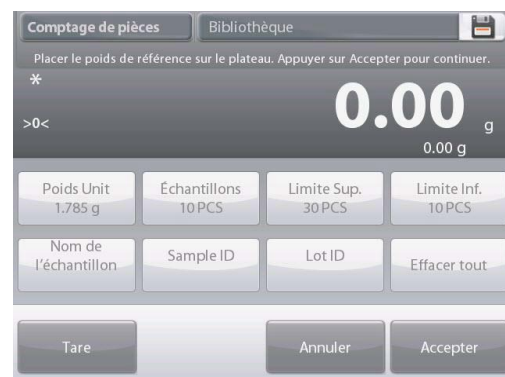 Comptage de pièces
Bibliothèque
Placer le poids de référence sur le plateau. Appuyer sur Accepter pour continuer.
*
>0<
0.00 g
0.00 g
Poids Unit
1.785 g
Échantillons
10 PCS
Limite Sup.
30 PCS
Limite Inf.
10 PCS
Nom de
l'échantillon
Sample ID
Lot ID
Effacer tout
Tare
Annuler
Accepter